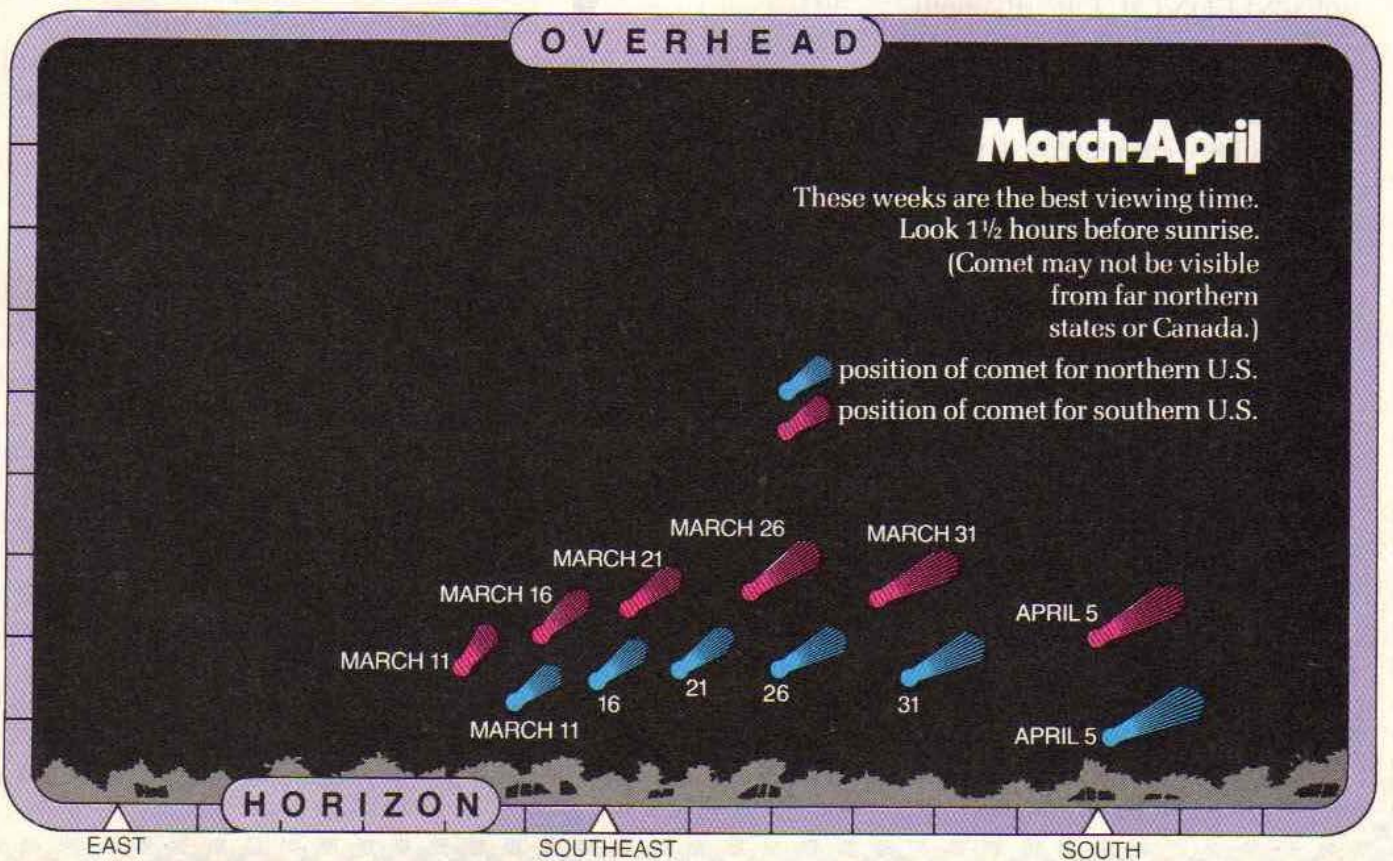 OVERHEAD
March-April
These weeks are the best viewing time.
Look 1½ hours before sunrise.
(Comet may not be visible
from far northern
states or Canada.)
position of comet for northern U.S.
position of comet for southern U.S.
MARCH 26
MARCH 31
MARCH 21
MARCH 16
APRIL 5
MARCH 11
16
21
26
31
MARCH 11
APRIL 5
HORIZON
EAST
SOUTHEAST
SOUTH